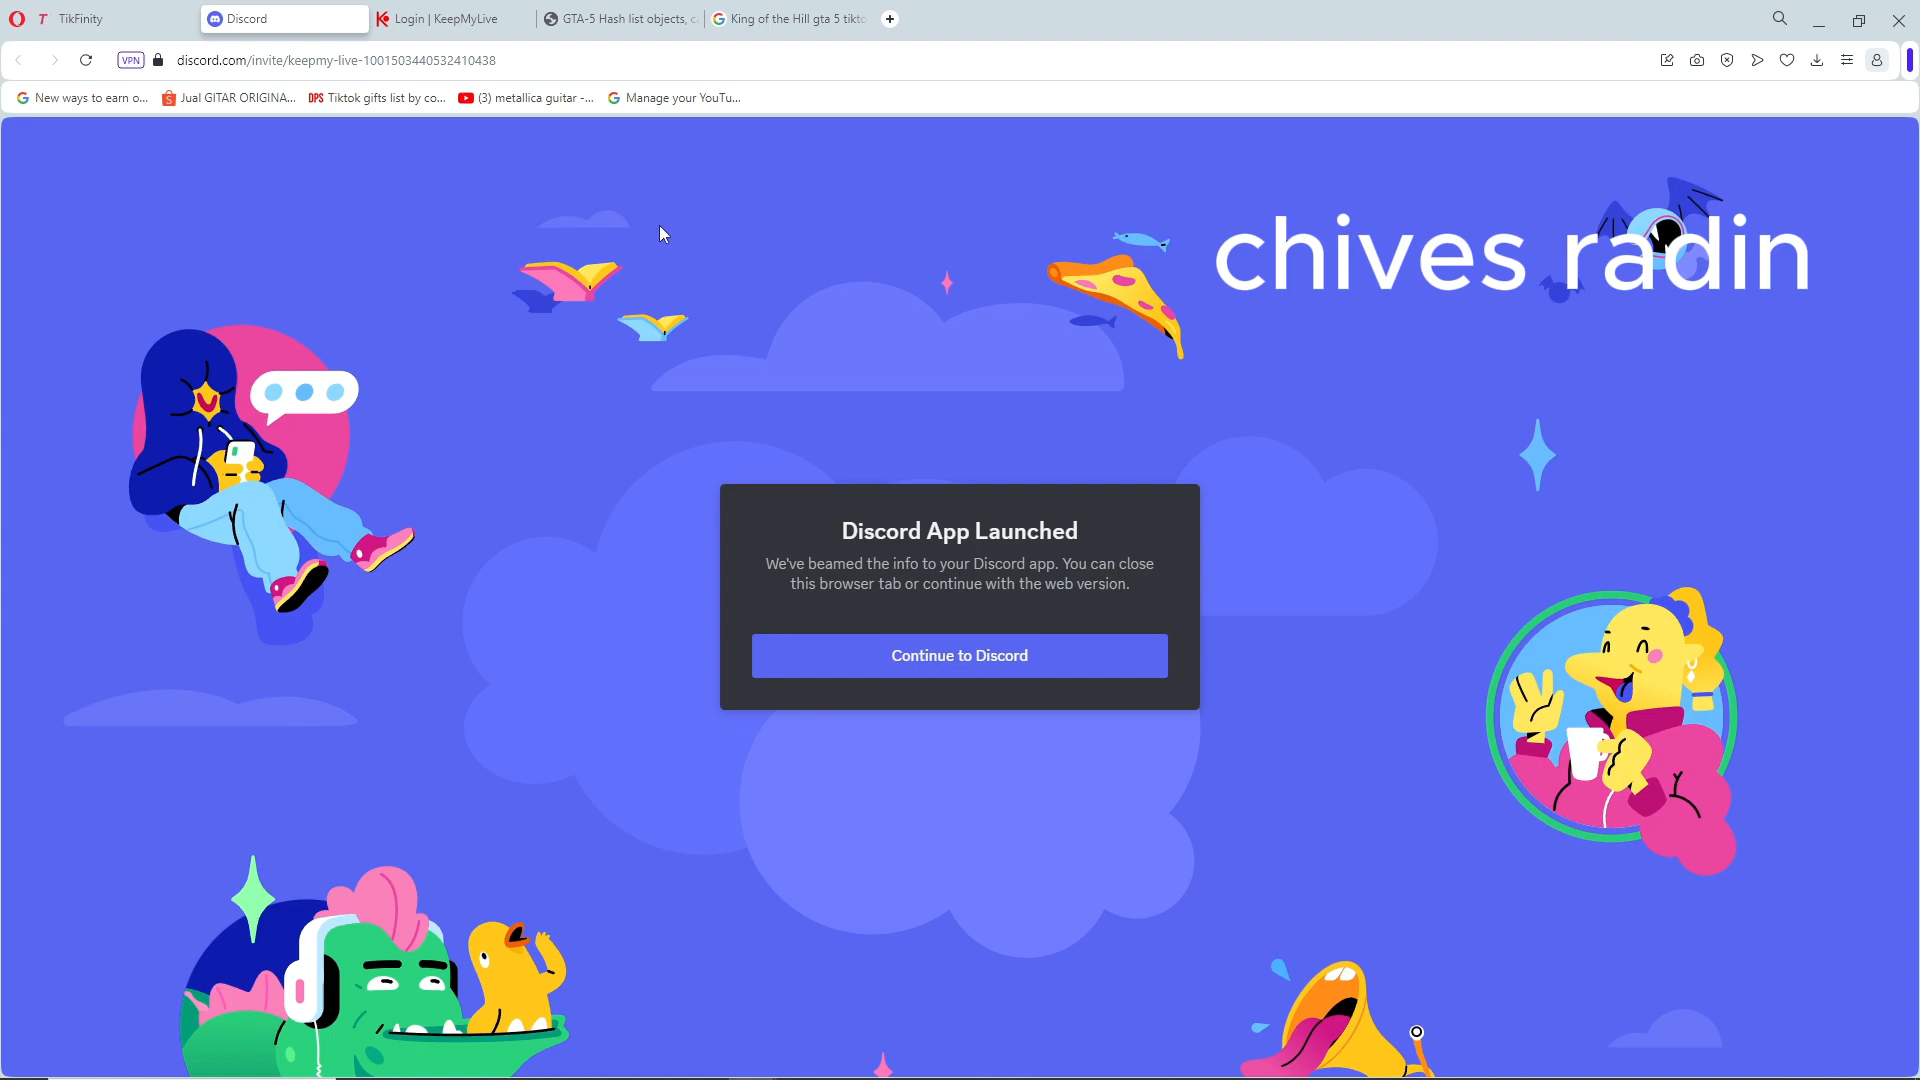 TikFinity
Discord
Login | KeepMyLive
GTA-5 Hash list objects, c
King of the Hill gta 5 tikt
VPN
discord.com/invite/keepmy-live-1001503440532410438
New ways to earn o...
Jual GITAR ORIGINA...
DPS Tiktok gifts list by co...
(3) metallica guitar -...
Manage your YouTu...
chives radin
Discord App Launched
We've beamed the info to your Discord app. You can close
this browser tab or continue with the web version.
Continue to Discord